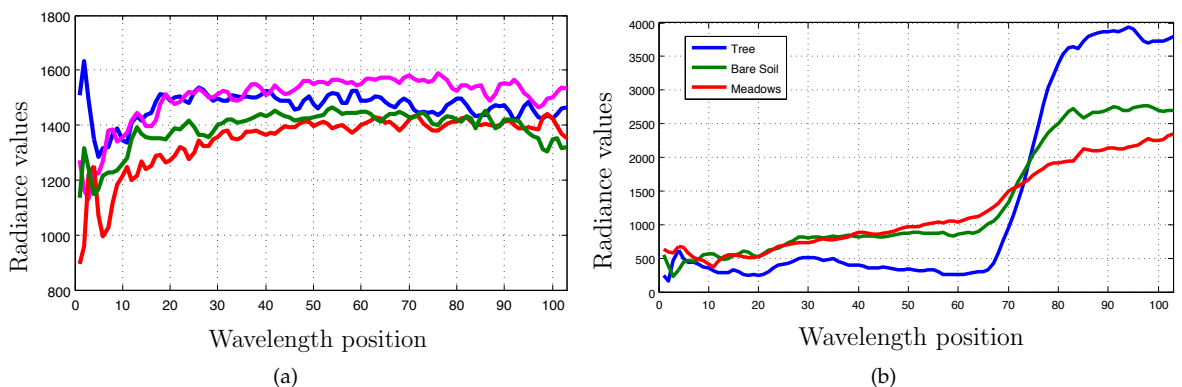 1800
1600
1400
1200
1000
800
1 10 20 30 40 50 60 70 80 90 100
Radiance values
Wavelength position
(a)
4000
3500
3000
2500
2000
1500
1000
500
0
1 10 20 30 40 50 60 70 80 90 100
Radiance values
Tree
Bare Soil
Meadows
Wavelength position
(b)